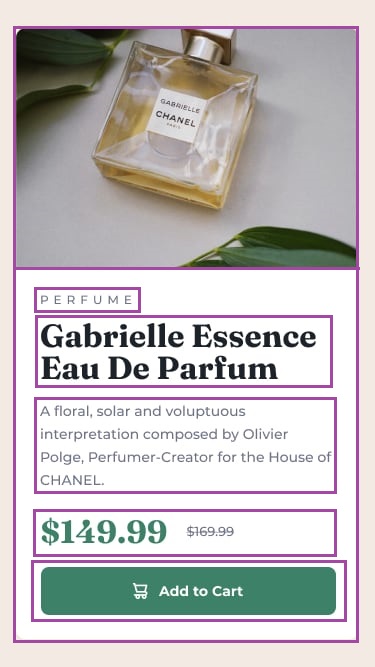 GABRIELLE
CHANEL
PARIS
PERFUME
Gabrielle Essence
Eau De Parfum
A floral, solar and voluptuous
interpretation composed by Olivier
Polge, Perfumer-Creator for the House of
CHANEL.
$149.99 $169.99
Add to Cart